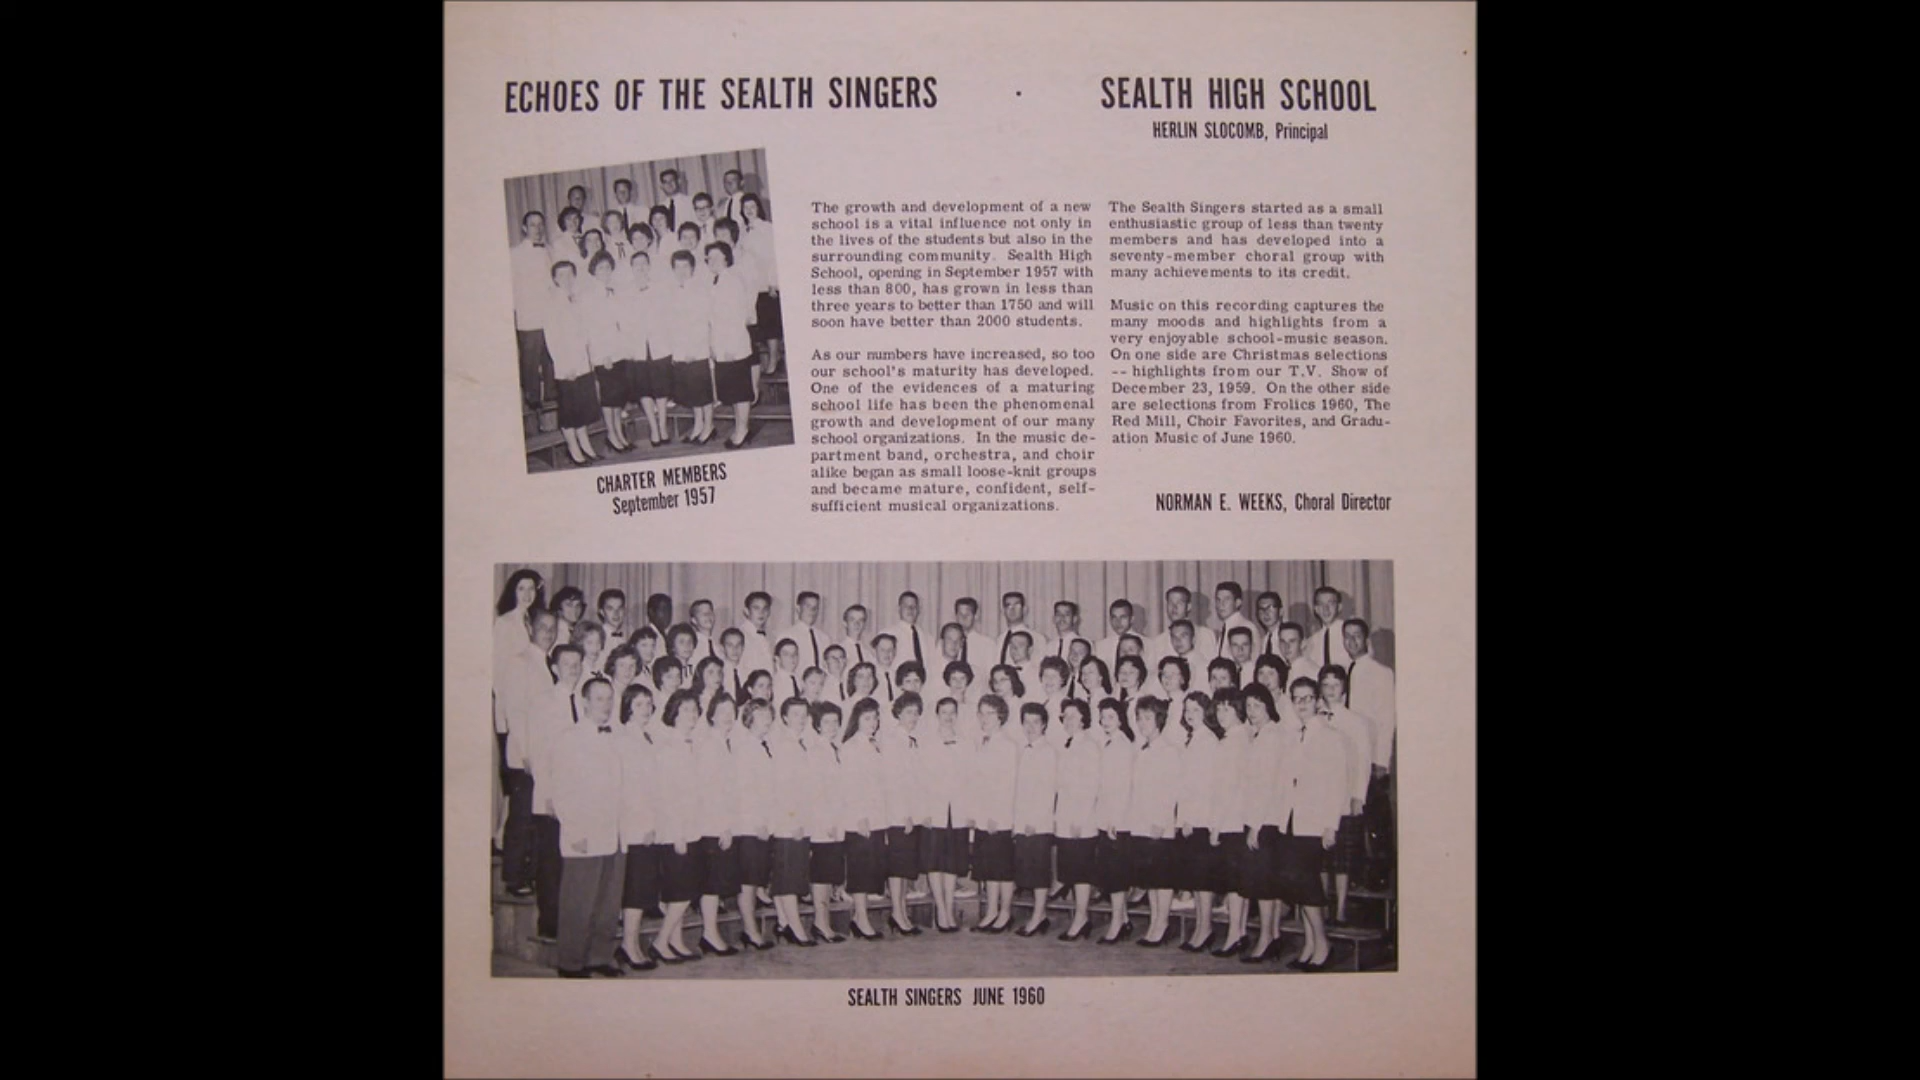 ECHOES OF THE SEALTH SINGERS · SEALTH HIGH SCHOOL
HERLIN SLOCOMB, Principal
CHARTER MEMBERS
September 1957
The growth and development of a new
school is a vital influence not only in
the lives of the students but also in the
surrounding community. Sealth High
School, opening in September 1957 with
less than 800, has grown in less than
three years to better than 1750 and will
soon have better than 2000 students.
As our numbers have increased, so too
our school's maturity has developed.
One of the evidences of a maturing
school life has been the phenomenal
growth and development of our many
school organizations. In the music de-
partment band, orchestra, and choir
alike began as small loose-knit groups
and became mature, confident, self-
sufficient musical organizations.
The Sealth Singers started as a small
enthusiastic group of less than twenty
members and has developed into a
seventy-member choral group with
many achievements to its credit.
Music on this recording captures the
many moods and highlights from a
very enjoyable school-music season.
On one side are Christmas selections
-- highlights from our T.V. Show of
December 23, 1959. On the other side
are selections from Frolics 1960, The
Red Mill, Choir Favorites, and Gradu-
ation Music of June 1960.
NORMAN E. WEEKS, Choral Director
SEALTH SINGERS JUNE 1960